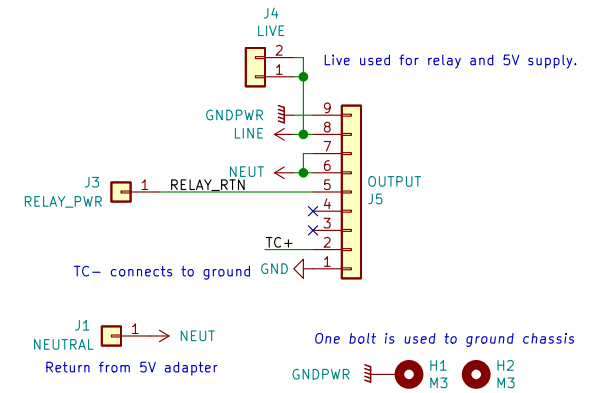 J4
LIVE
2
1
Live used for relay and 5V supply.
GNDPWR
9
LINE
8
7
NEUT
6
J3
RELAY_PWR
1
RELAY_RTN
5
OUTPUT
J5
4
3
TC+
2
TC- connects to ground
GND
1
J1
NEUTRAL
1
NEUT
Return from 5V adapter
One bolt is used to ground chassis
GNDPWR
H1
M3
H2
M3